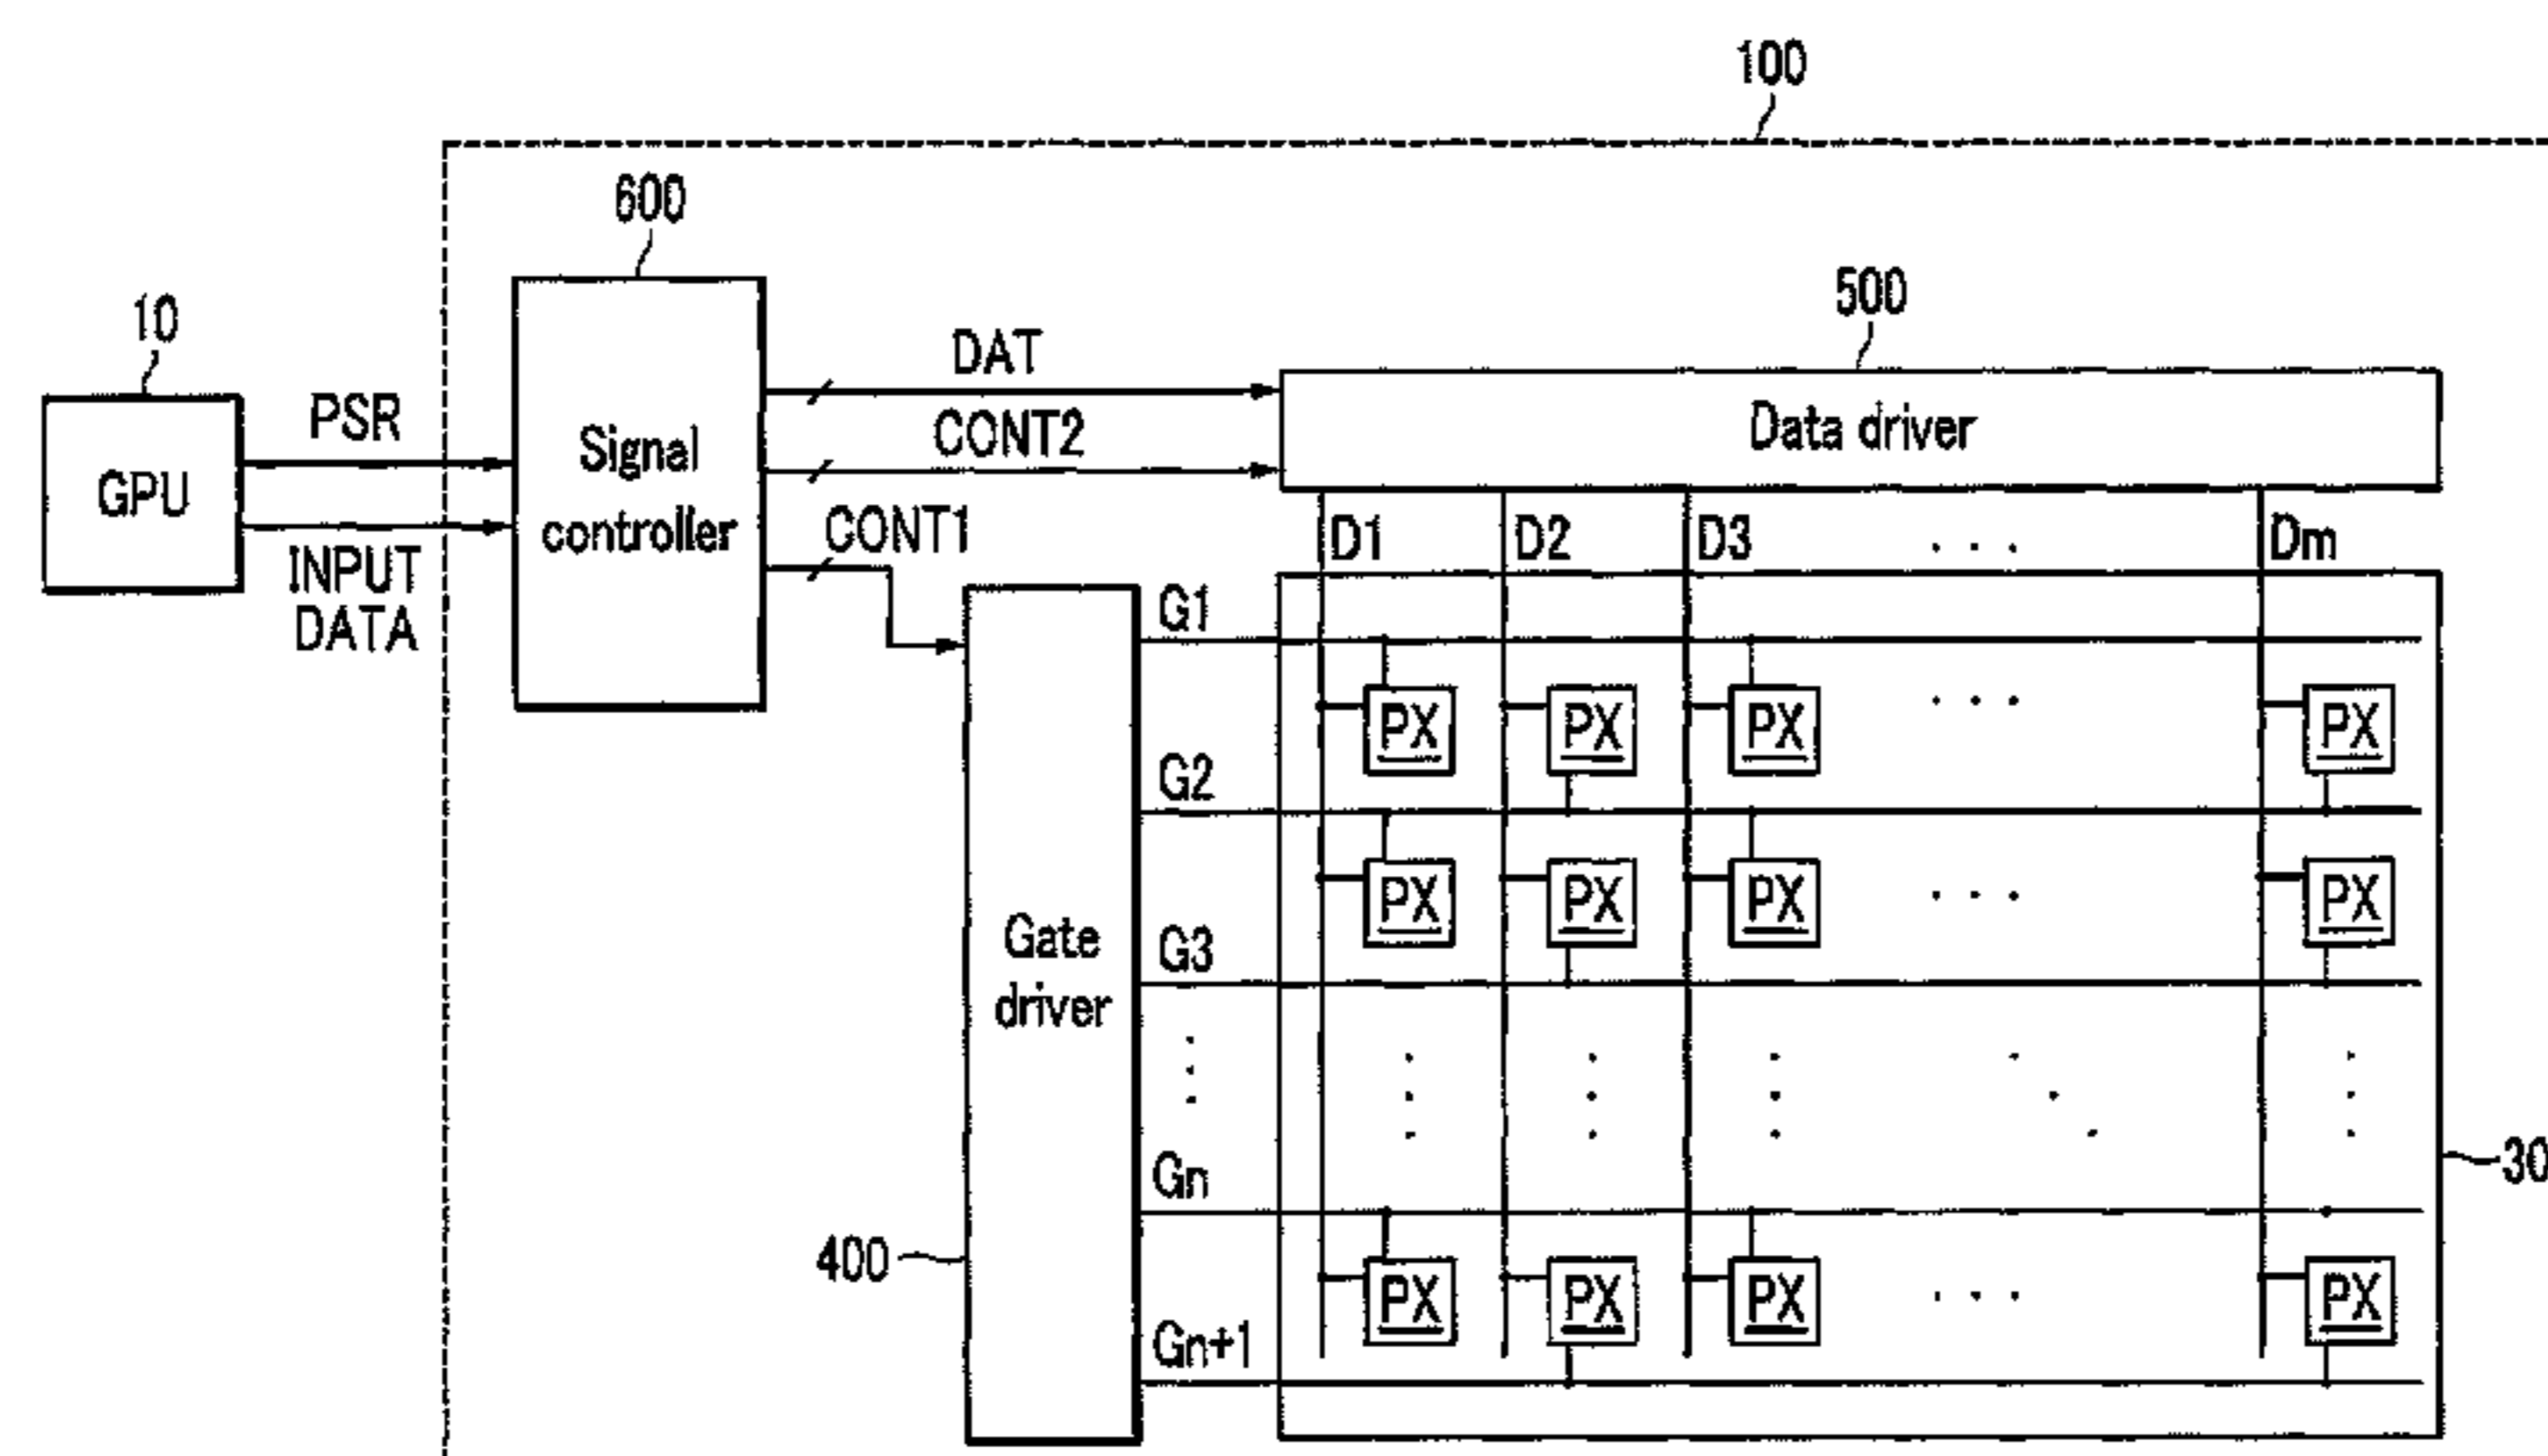 100
600
500
10
DAT
PSR
CONT2
Data driver
Signal
controller
GPU
CONT1
INPUT
DATA
D1 D2 D3 . . . Dm
G1
PX PX PX . . . PX
G2
PX PX PX . . . PX
G3
Gate
driver
Gn
30
400
PX PX PX . . . PX
Gn+1